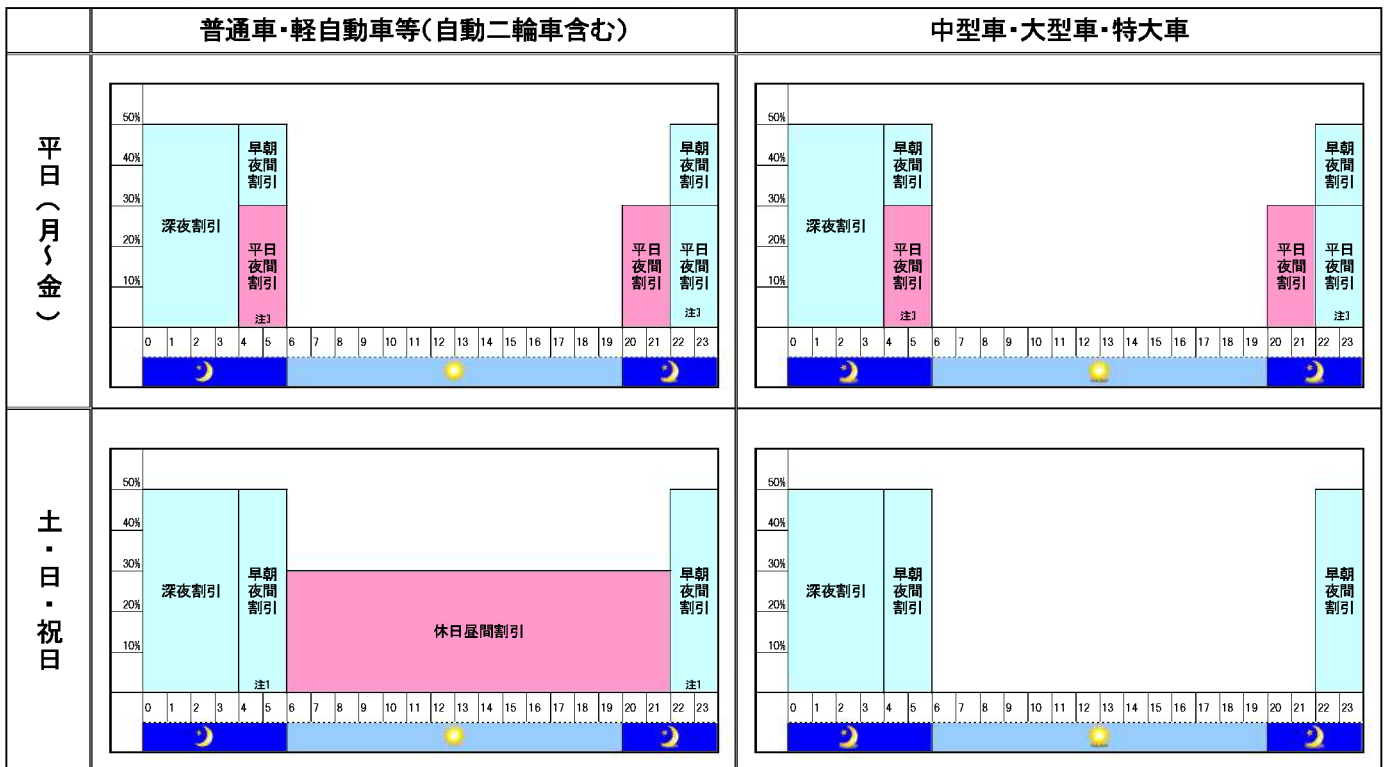 普通車・軽自動車等(自動二輪車含む)
中型車・大型車・特大車
平日(月～金)
50%
40%
30%
20%
10%
深夜割引
早朝
夜間
割引
平日
夜間
割引
注3
平日
夜間
割引
早朝
夜間
割引
平日
夜間
割引
注3
0 1 2 3 4 5 6 7 8 9 10 11 12 13 14 15 16 17 18 19 20 21 22 23
50%
40%
30%
20%
10%
深夜割引
早朝
夜間
割引
平日
夜間
割引
注3
平日
夜間
割引
早朝
夜間
割引
平日
夜間
割引
注3
0 1 2 3 4 5 6 7 8 9 10 11 12 13 14 15 16 17 18 19 20 21 22 23
土・日・祝日
50%
40%
30%
20%
10%
深夜割引
早朝
夜間
割引
注1
休日昼間割引
早朝
夜間
割引
注1
0 1 2 3 4 5 6 7 8 9 10 11 12 13 14 15 16 17 18 19 20 21 22 23
50%
40%
30%
20%
10%
深夜割引
早朝
夜間
割引
早朝
夜間
割引
0 1 2 3 4 5 6 7 8 9 10 11 12 13 14 15 16 17 18 19 20 21 22 23